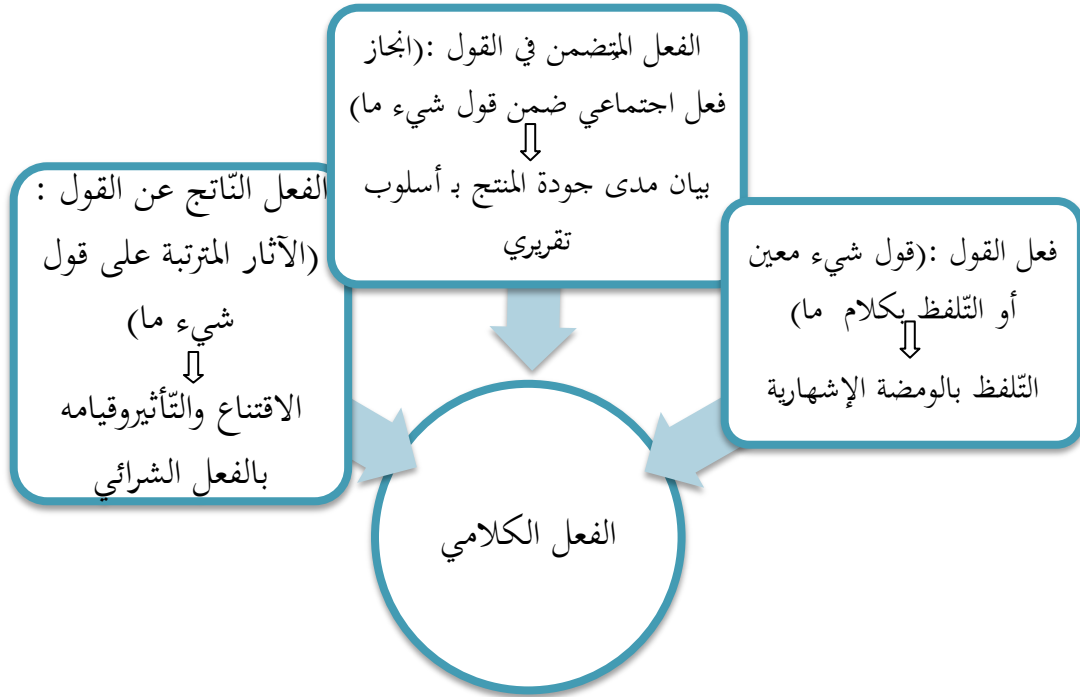 فعل القول :(قول شيء معين
أو التّلفظ بكلام ما)
⇩
التّلفظ بالومضة الإشهارية
الفعل المتضمن في القول :(انجاز
فعل اجتماعي ضمن قول شيء ما)
⇩
بيان مدى جودة المنتج بـ أسلوب
تقريري
الفعل النّاتج عن القول :
(الآثار المترتبة على قول
شيء ما)
⇩
الاقتناع والتّأثيروقيامه
بالفعل الشرائي
الفعل الكلامي